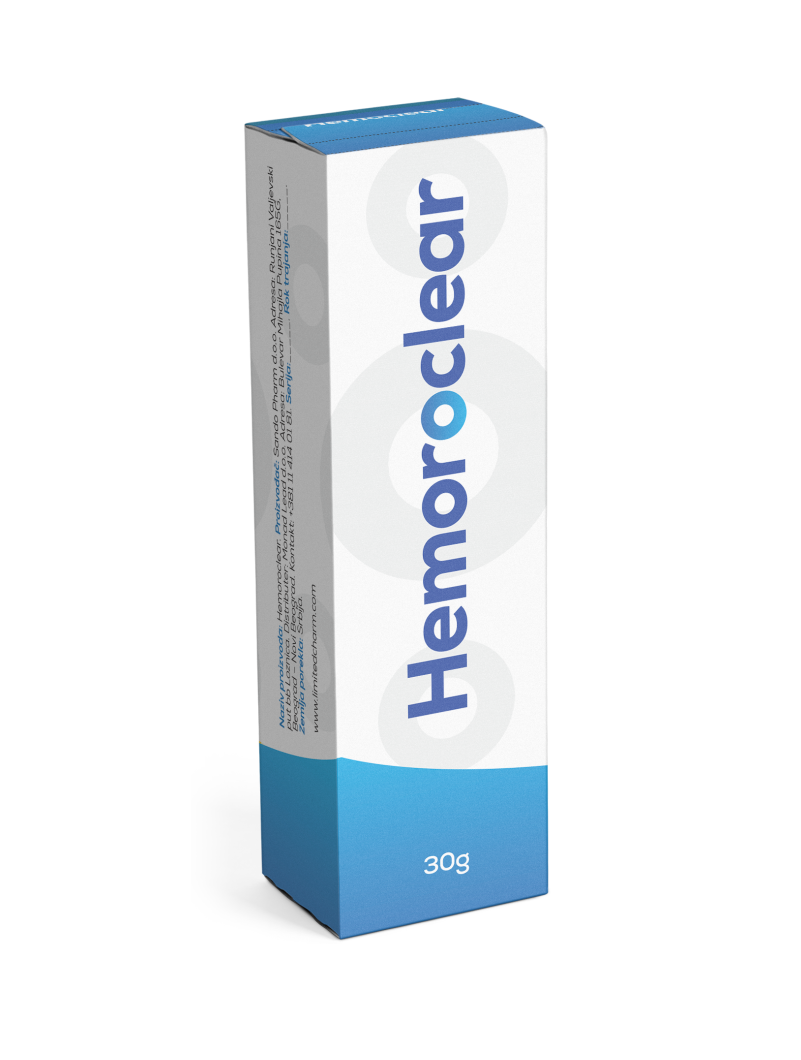 Hemoroclear
Hemoroclear
30g
Naziv proizvoda: Hemoroclear. Proizvođač: Sando Pharm d.o.o. Adresa: Runjani Valjevski
put bb Loznica. Distributer: Monad Lead d.o.o. Adresa: Bulevar Mihajla Pupina 165G,
Beograd – Novi Beograd. Kontakt: +381 11 414 01 81. Serija:______. Rok trajanja:______.
Zemlja porekla: Srbija.
www.limitedcharm.com